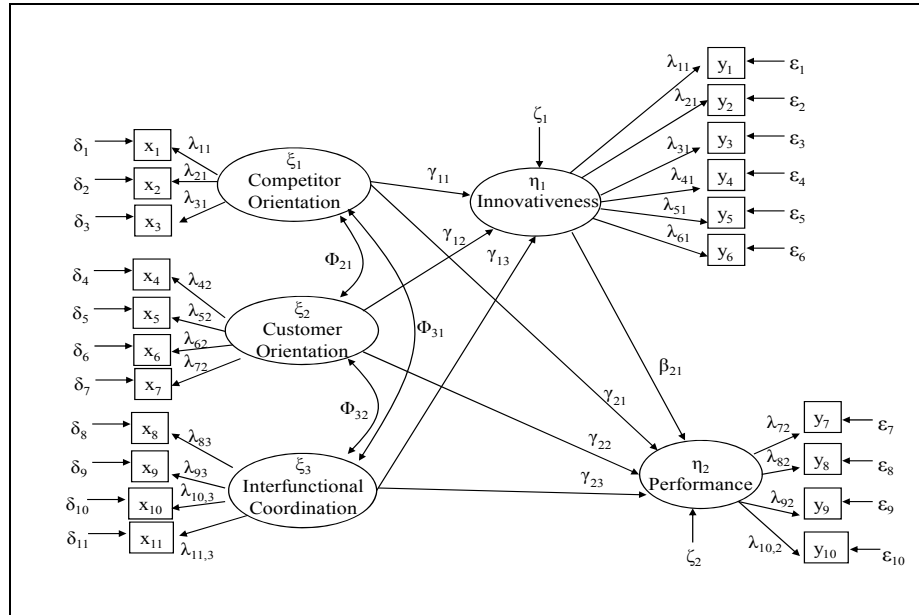 λ₁₁ y₁ ε₁
λ₂₁ y₂ ε₂
ζ₁
λ₃₁ y₃ ε₃
δ₁ x₁ λ₁₁
ξ₁
Competitor
Orientation
γ₁₁
η₁
Innovativeness
λ₄₁ y₄ ε₄
δ₂ x₂ λ₂₁
λ₅₁ y₅ ε₅
δ₃ x₃ λ₃₁
λ₆₁ y₆ ε₆
γ₁₂
γ₁₃
Φ₂₁
δ₄ x₄ λ₄₂
δ₅ x₅ λ₅₂
ξ₂
Customer
Orientation
Φ₃₁
δ₆ x₆ λ₆₂
δ₇ x₇ λ₇₂
β₂₁
Φ₃₂
γ₂₁
γ₂₂
λ₇₂ y₇ ε₇
δ₈ x₈ λ₈₃
λ₈₂ y₈ ε₈
δ₉ x₉ λ₉₃
ξ₃
Interfunctional
Coordination
γ₂₃
η₂
Performance
λ₉₂ y₉ ε₉
δ₁₀ x₁₀ λ₁₀,₃
δ₁₁ x₁₁ λ₁₁,₃
ζ₂
λ₁₀,₂ y₁₀ ε₁₀